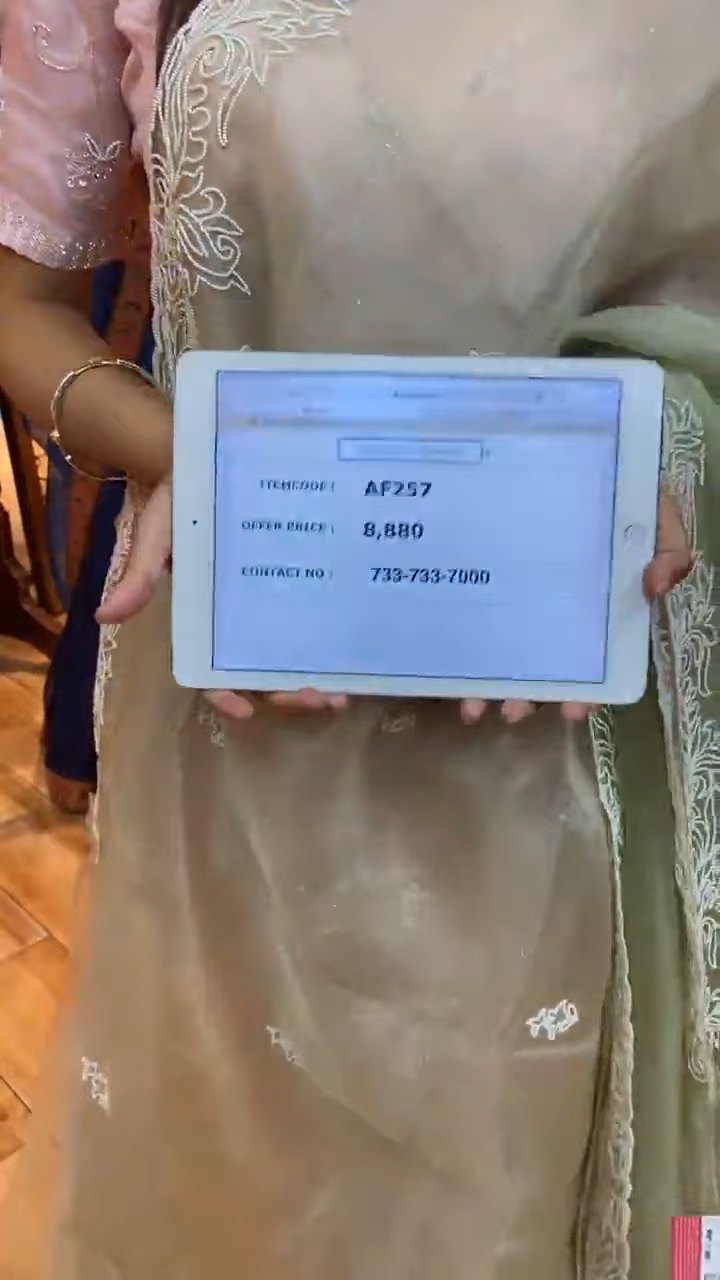 ITEMCODE : AF257
OFFER PRICE : 8,880
CONTACT NO : 733-733-7000